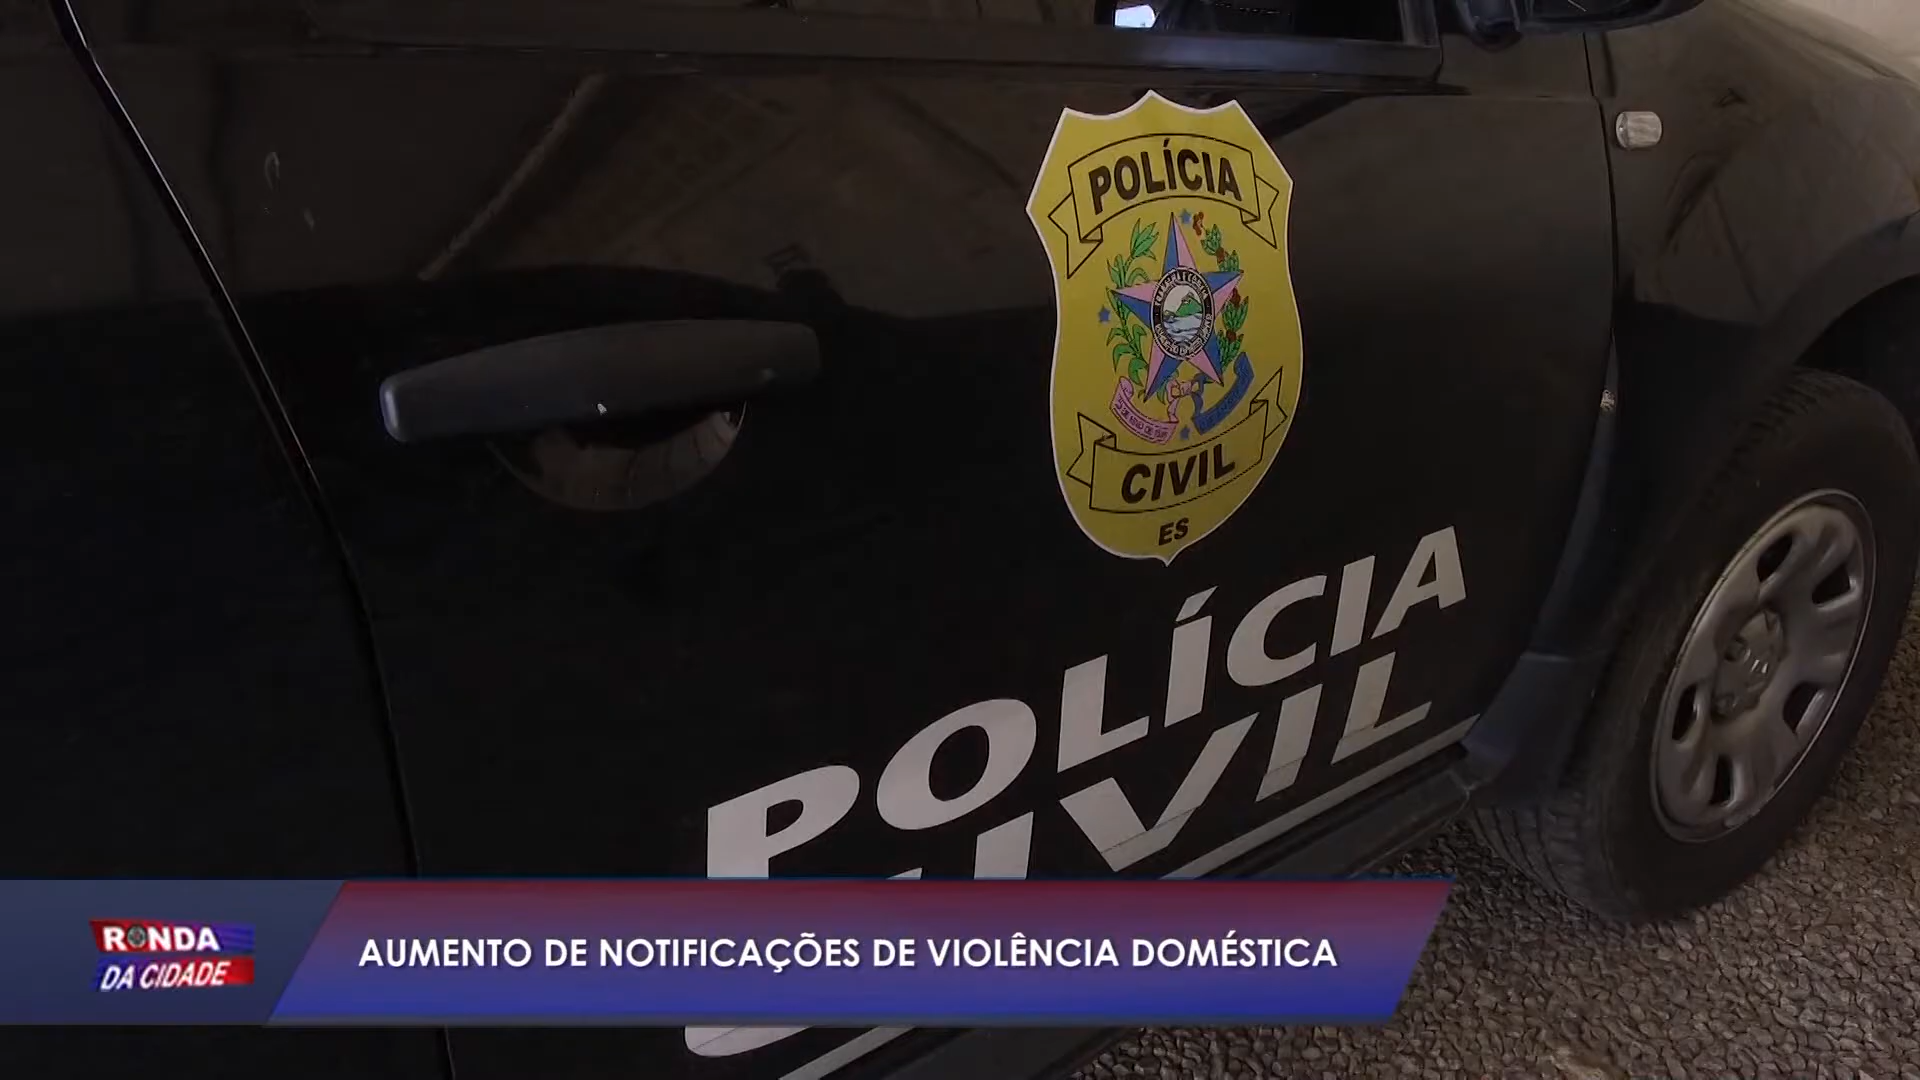 POLÍCIA
CIVIL
ES
POLÍCIA
CIVIL
RONDA
DA CIDADE
AUMENTO DE NOTIFICAÇÕES DE VIOLÊNCIA DOMÉSTICA